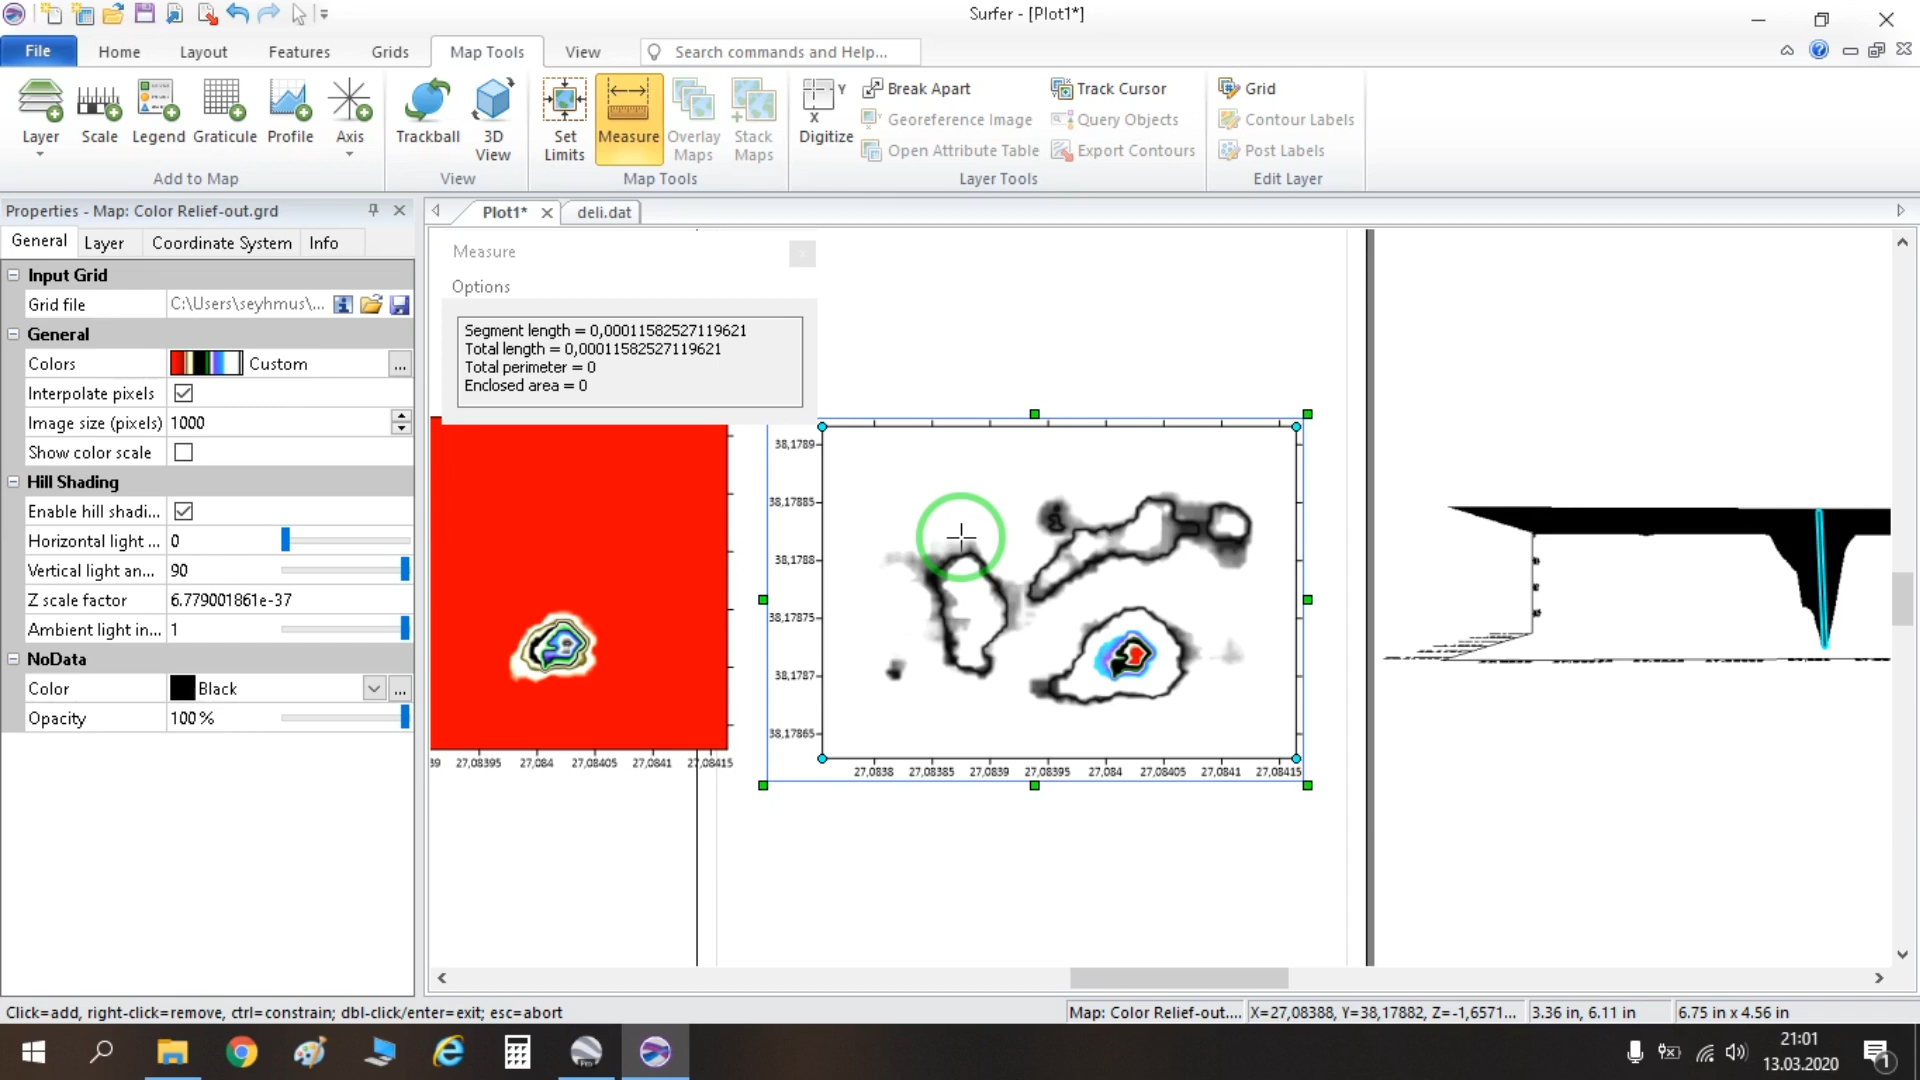 Surfer - [Plot1*]
File Home Layout Features Grids Map Tools View Search commands and Help...
Layer Scale Legend Graticule Profile Axis Trackball 3D View Set Limits Measure Overlay Maps Stack Maps Digitize Y X
Break Apart Track Cursor Grid
Georeference Image Query Objects Contour Labels
Open Attribute Table Export Contours Post Labels
Add to Map View Map Tools Layer Tools Edit Layer
Properties - Map: Color Relief-out.grd
General Layer Coordinate System Info
Input Grid
Grid file C:\Users\seyhmus\...
General
Colors Custom ...
Interpolate pixels
Image size (pixels) 1000
Show color scale
Hill Shading
Enable hill shadi...
Horizontal light ... 0
Vertical light an... 90
Z scale factor 6.779001861e-37
Ambient light in... 1
NoData
Color Black ...
Opacity 100 %
Plot1* deli.dat
Measure
Options
Segment length = 0,00011582527119621
Total length = 0,00011582527119621
Total perimeter = 0
Enclosed area = 0
39 27,08395 27,084 27,08405 27,0841 27,08415
38,1789
38,17885
38,1788
38,17875
38,1787
38,17865
27,0838 27,08385 27,0839 27,08395 27,084 27,08405 27,0841 27,08415
Click=add, right-click=remove, ctrl=constrain; dbl-click/enter=exit; esc=abort
Map: Color Relief-out.... X=27,08388, Y=38,17882, Z=-1,6571... 3.36 in, 6.11 in 6.75 in x 4.56 in
Pro
21:01
13.03.2020
1